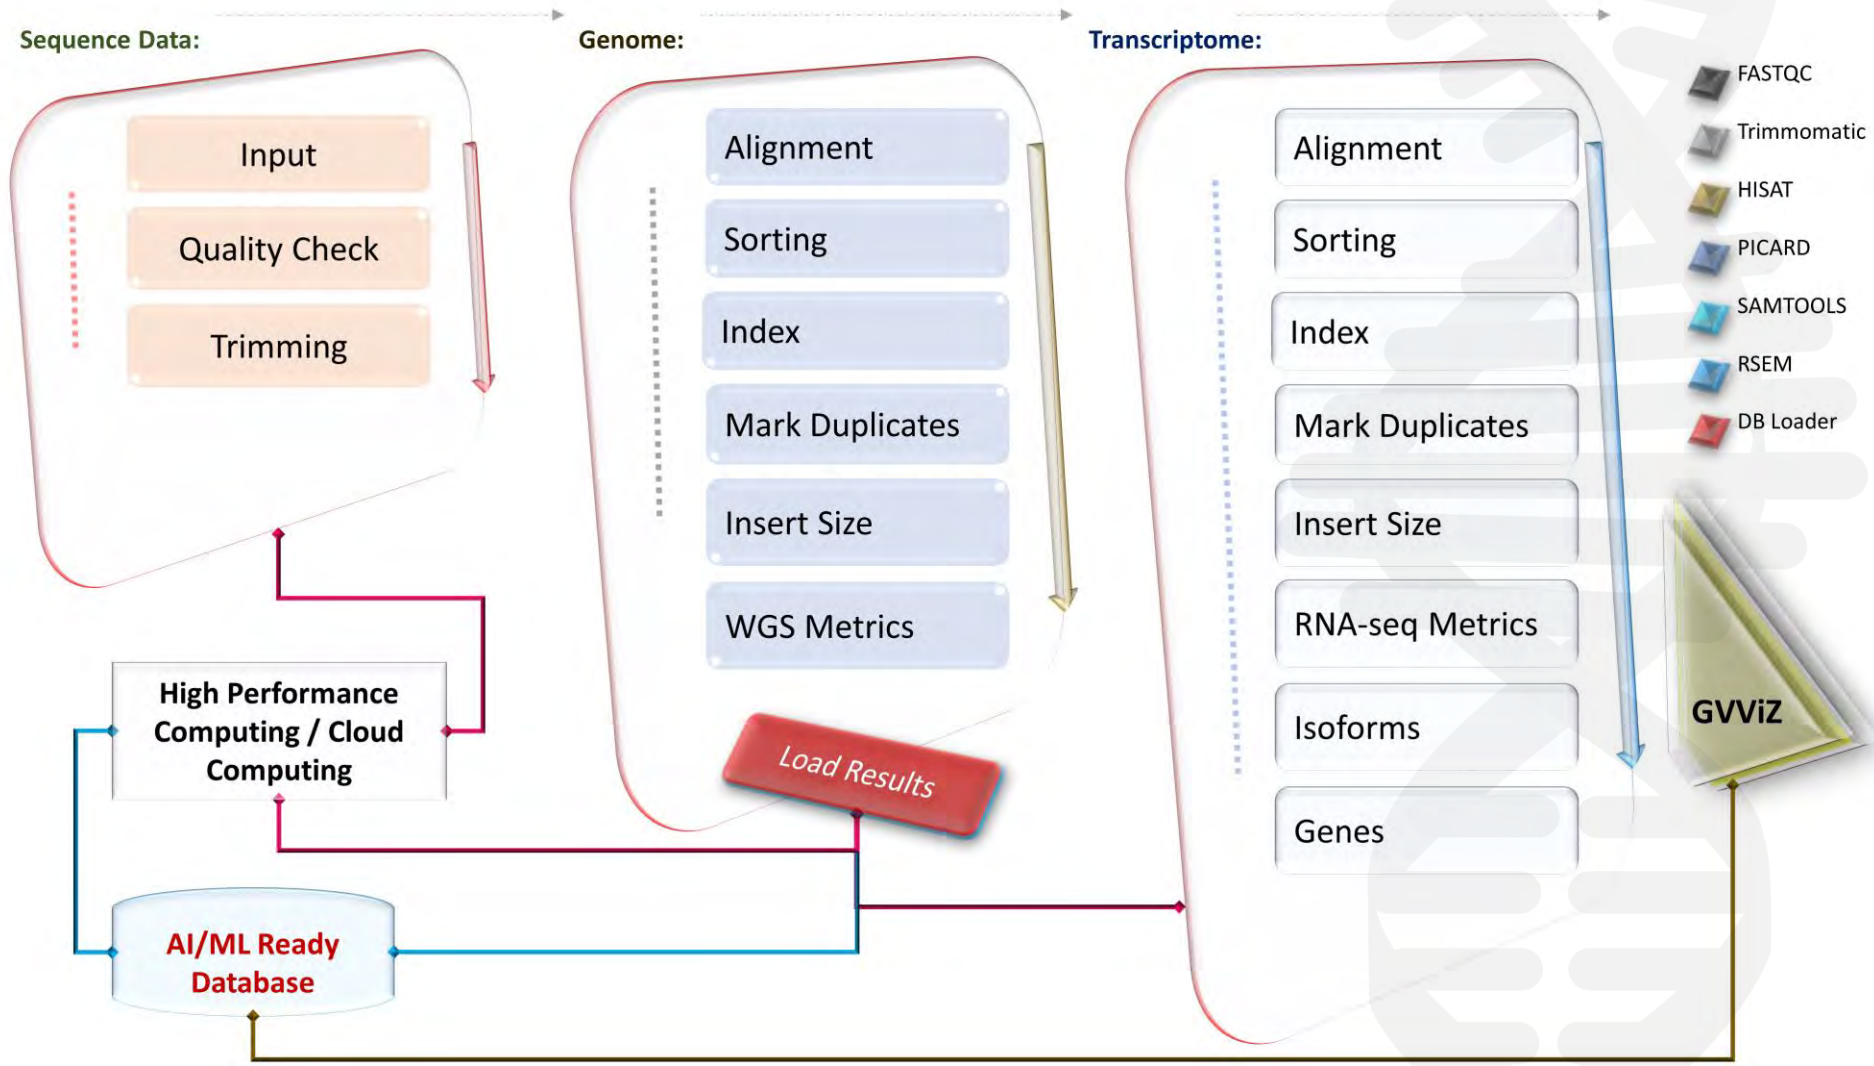 Sequence Data:
Input
Quality Check
Trimming
Genome:
Alignment
Sorting
Index
Mark Duplicates
Insert Size
WGS Metrics
Load Results
Transcriptome:
Alignment
Sorting
Index
Mark Duplicates
Insert Size
RNA-seq Metrics
Isoforms
Genes
FASTQC
Trimmomatic
HISAT
PICARD
SAMTOOLS
RSEM
DB Loader
GVViZ
High Performance
Computing / Cloud
Computing
AI/ML Ready
Database